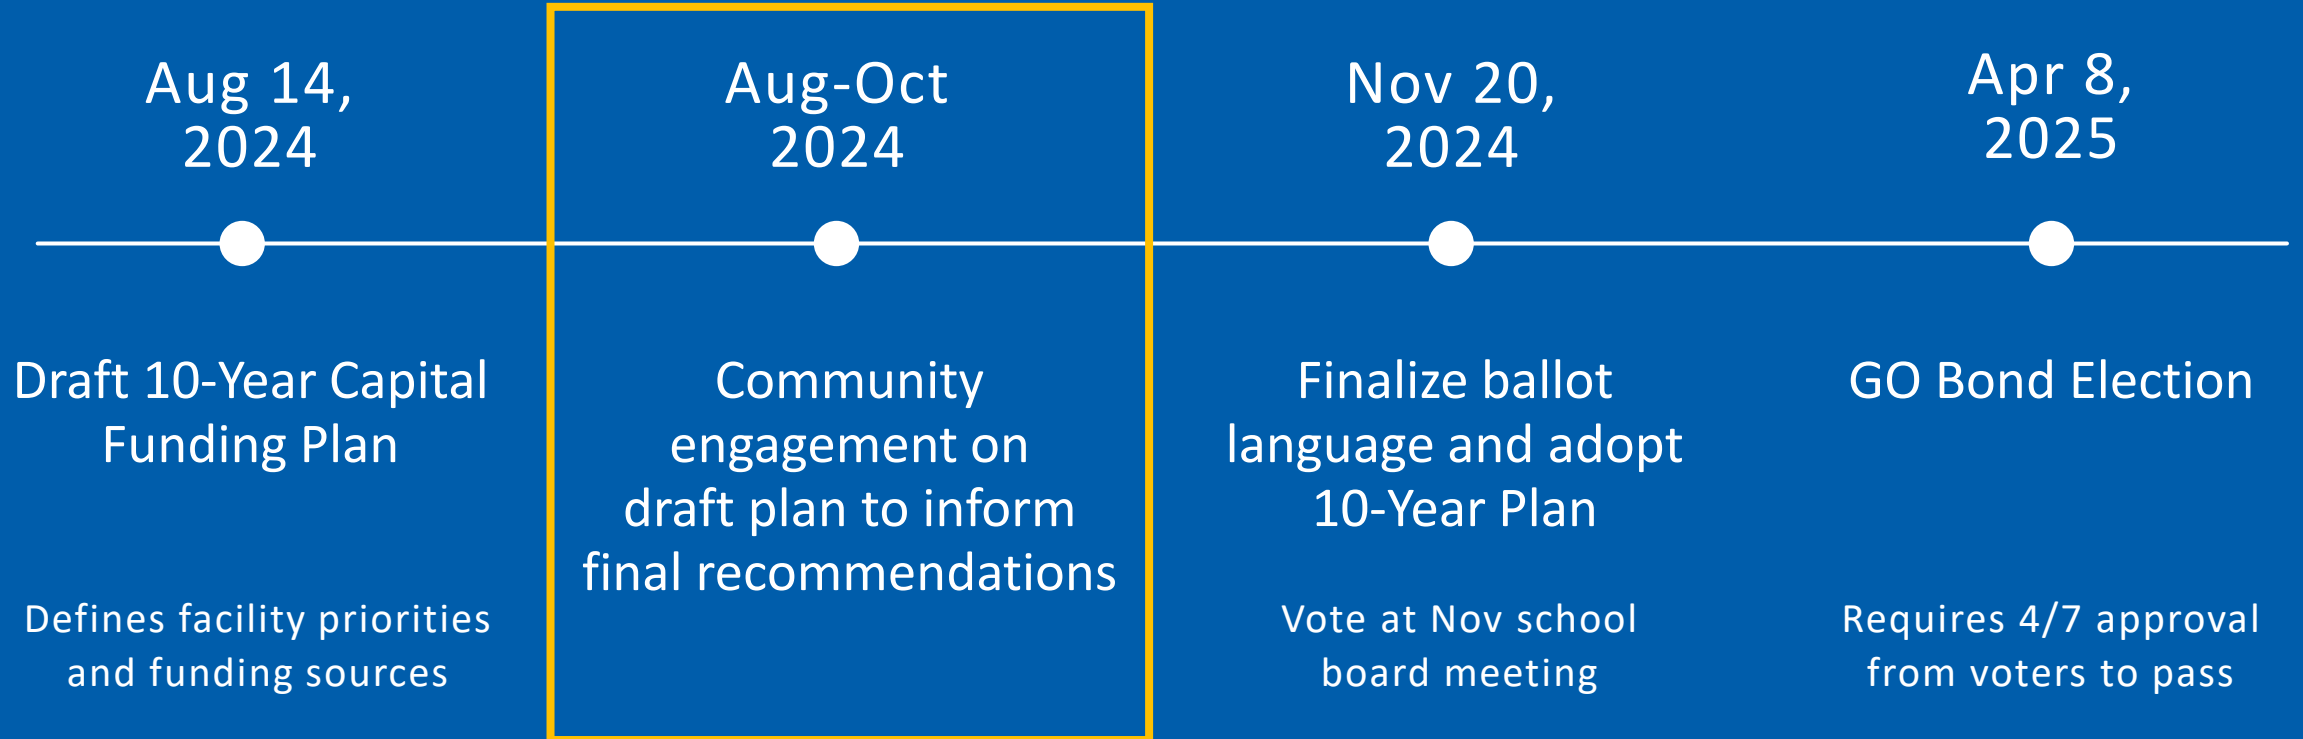 Aug 14,
2024
Draft 10-Year Capital
Funding Plan
Defines facility priorities
and funding sources
Aug-Oct
2024
Community
engagement on
draft plan to inform
final recommendations
Nov 20,
2024
Finalize ballot
language and adopt
10-Year Plan
Vote at Nov school
board meeting
Apr 8,
2025
GO Bond Election
Requires 4/7 approval
from voters to pass